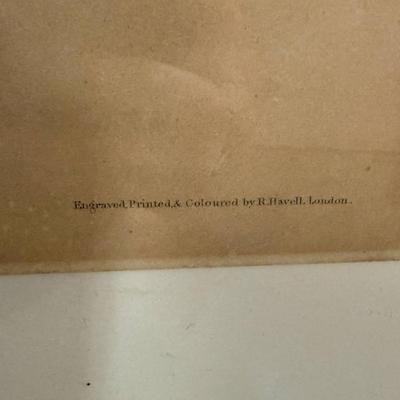 Engraved, Printed, & Coloured by R. Havell. London.